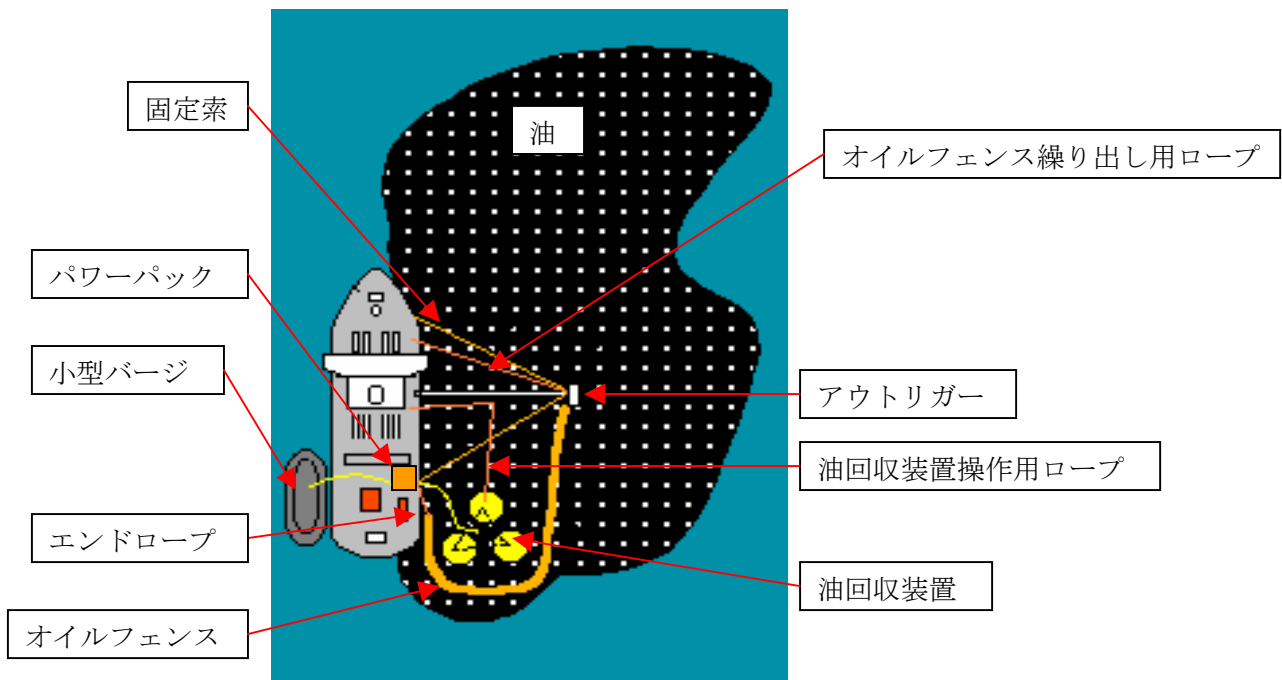 固定索
油
オイルフェンス繰り出し用ロープ
パワーパック
小型バージ
アウトリガー
油回収装置操作用ロープ
エンドロープ
油回収装置
オイルフェンス